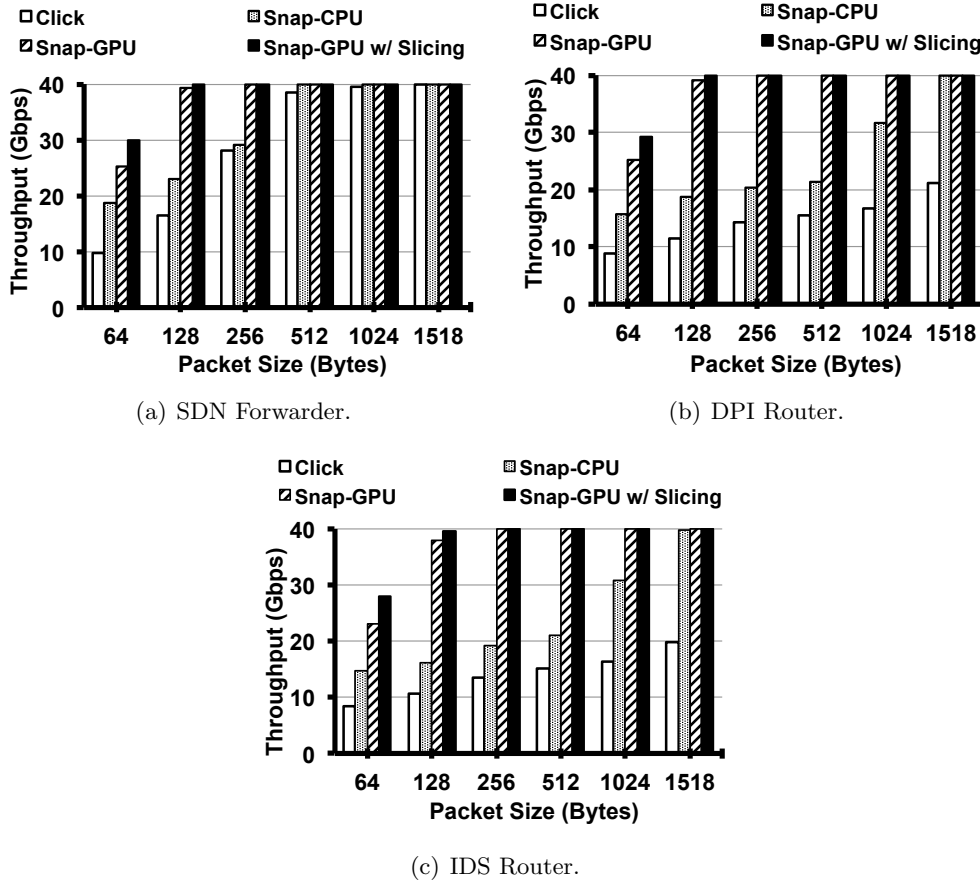 Click
Snap-CPU
Snap-GPU
Snap-GPU w/ Slicing
Throughput (Gbps)
40
30
20
10
0
64 128 256 512 1024 1518
Packet Size (Bytes)
(a) SDN Forwarder.
Click
Snap-CPU
Snap-GPU
Snap-GPU w/ Slicing
Throughput (Gbps)
40
30
20
10
0
64 128 256 512 1024 1518
Packet Size (Bytes)
(b) DPI Router.
Click
Snap-CPU
Snap-GPU
Snap-GPU w/ Slicing
Throughput (Gbps)
40
30
20
10
0
64 128 256 512 1024 1518
Packet Size (Bytes)
(c) IDS Router.